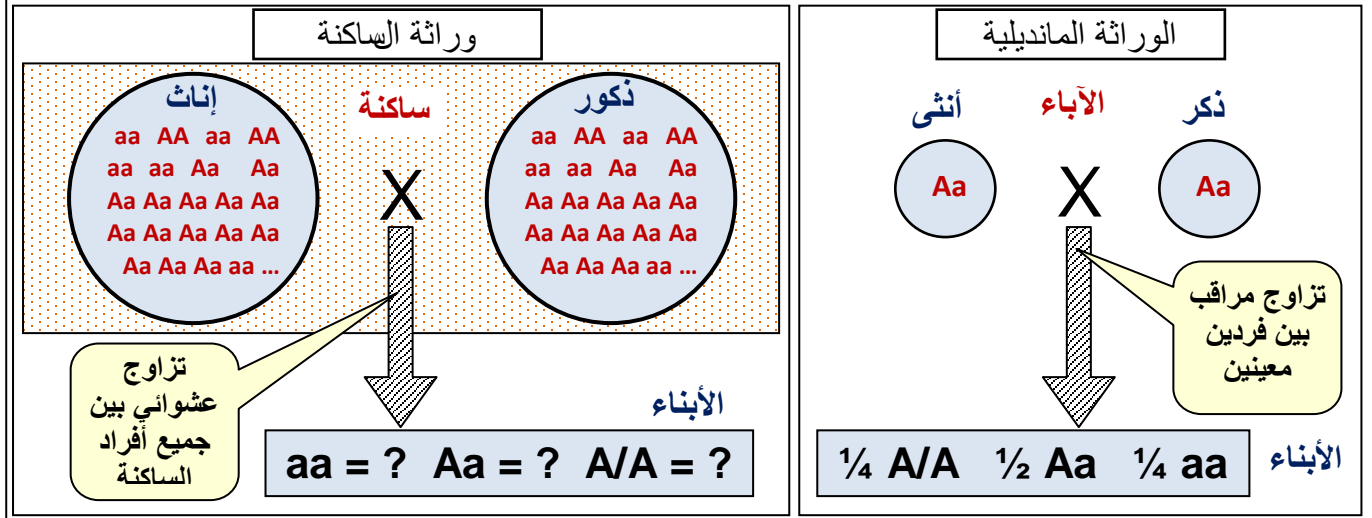 الوراثة المانديلية
ذكر
الآباء
أنثى
Aa
X
Aa
تزاوج مراقب
بين فردين
معينين
الأبناء
¼ A/A ½ Aa ¼ aa
وراثة الساكنة
ذكور
ساكنة
إناث
aa AA aa AA
aa aa Aa Aa
Aa Aa Aa Aa Aa
Aa Aa Aa Aa Aa
Aa Aa Aa aa ...
X
aa AA aa AA
aa aa Aa Aa
Aa Aa Aa Aa Aa
Aa Aa Aa Aa Aa
Aa Aa Aa aa ...
تزاوج
عشوائي بين
جميع أفراد
الساكنة
الأبناء
aa = ? Aa = ? A/A = ?